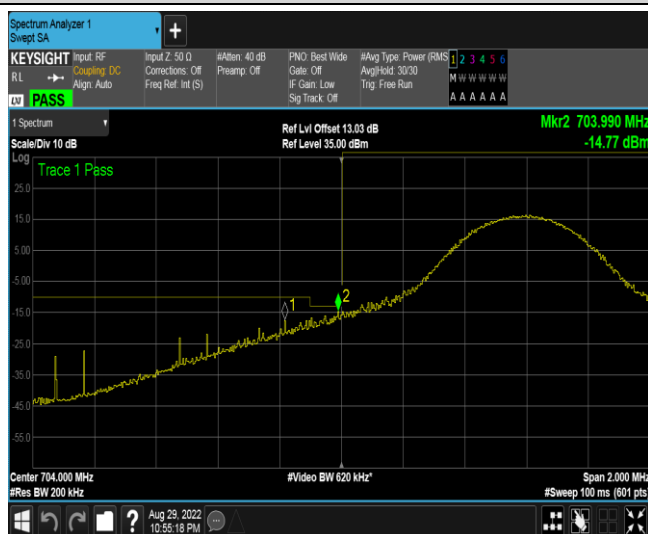 Spectrum Analyzer 1
Swept SA
+
KEYSIGHT Input: RF
RL Coupling: DC
Align: Auto
LXI PASS
Input Z: 50 Ω
Corrections: Off
Freq Ref: Int (S)
#Atten: 40 dB
Preamp: Off
PNO: Best Wide
Gate: Off
IF Gain: Low
Sig Track: Off
#Avg Type: Power (RMS
Avg|Hold: 30/30
Trig: Free Run
1 2 3 4 5 6
M W W W W W
A A A A A A
1 Spectrum
Scale/Div 10 dB
Ref Lvl Offset 13.03 dB
Ref Level 35.00 dBm
Mkr2 703.990 MHz
-14.77 dBm
Log
Trace 1 Pass
25.0
15.0
5.00
-5.00
-15.0
-25.0
-35.0
-45.0
-55.0
1
2
Center 704.000 MHz
#Res BW 200 kHz
#Video BW 620 kHz*
Span 2.000 MHz
#Sweep 100 ms (601 pts)
?
Aug 29, 2022
10:55:18 PM